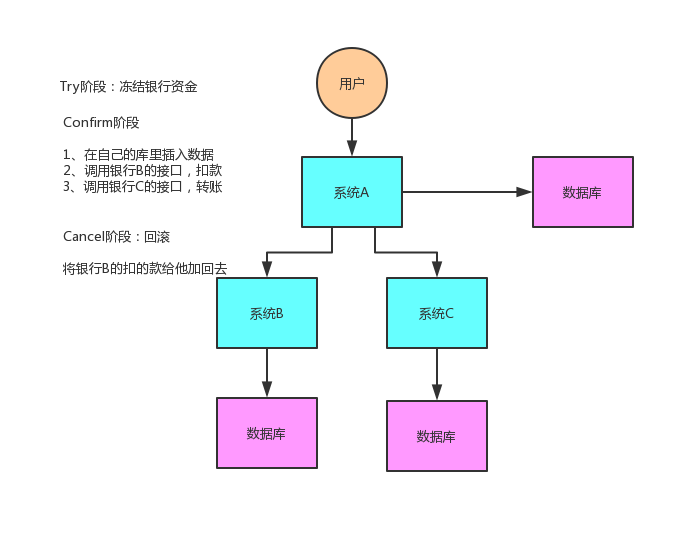 用户
Try阶段：冻结银行资金
Confirm阶段
1、在自己的库里插入数据
2、调用银行B的接口，扣款
3、调用银行C的接口，转账
系统A
数据库
Cancel阶段：回滚
将银行B的扣的款给他加回去
系统B
系统C
数据库
数据库